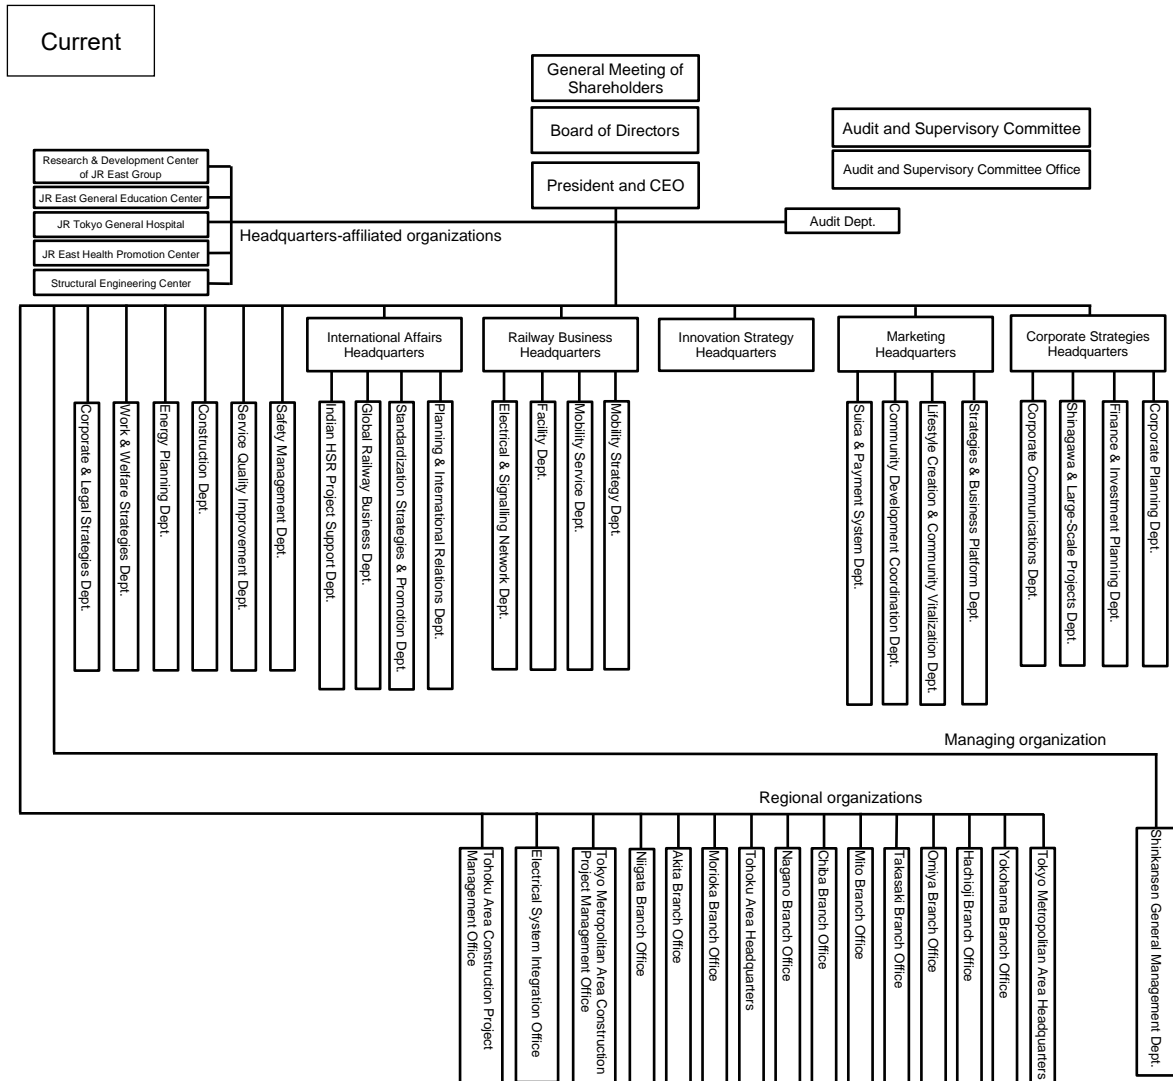 Current
General Meeting of
Shareholders
Board of Directors
Audit and Supervisory Committee
Audit and Supervisory Committee Office
President and CEO
Research & Development Center
of JR East Group
JR East General Education Center
JR Tokyo General Hospital
JR East Health Promotion Center
Structural Engineering Center
Headquarters-affiliated organizations
Audit Dept.
International Affairs
Headquarters
Railway Business
Headquarters
Innovation Strategy
Headquarters
Marketing
Headquarters
Corporate Strategies
Headquarters
Corporate & Legal Strategies Dept.
Work & Welfare Strategies Dept.
Energy Planning Dept.
Construction Dept.
Service Quality Improvement Dept.
Safety Management Dept.
Indian HSR Project Support Dept.
Global Railway Business Dept.
Standardization Strategies & Promotion Dept.
Planning & International Relations Dept.
Electrical & Signalling Network Dept.
Facility Dept.
Mobility Service Dept.
Mobility Strategy Dept.
Suica & Payment System Dept.
Community Development Coordination Dept.
Lifestyle Creation & Community Vitalization Dept.
Strategies & Business Platform Dept.
Corporate Communications Dept.
Shinagawa & Large-Scale Projects Dept.
Finance & Investment Planning Dept.
Corporate Planning Dept.
Managing organization
Regional organizations
Tohoku Area Construction Project
Management Office
Electrical System Integration Office
Tokyo Metropolitan Area Construction
Project Management Office
Niigata Branch Office
Akita Branch Office
Morioka Branch Office
Tohoku Area Headquarters
Nagano Branch Office
Chiba Branch Office
Mito Branch Office
Takasaki Branch Office
Omiya Branch Office
Hachioji Branch Office
Yokohama Branch Office
Tokyo Metropolitan Area Headquarters
Shinkansen General Management Dept.